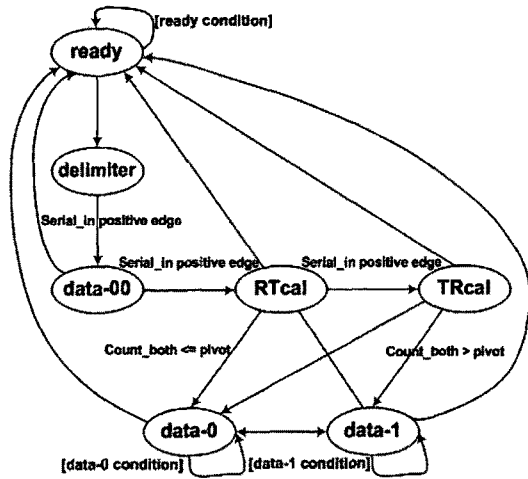 [ready condition]
ready
delimiter
Serial_in positive edge
Serial_in positive edge
Serial_in positive edge
data-00
RTcal
TRcal
Count_both <= pivot
Count_both > pivot
data-0
data-1
[data-0 condition]
[data-1 condition]